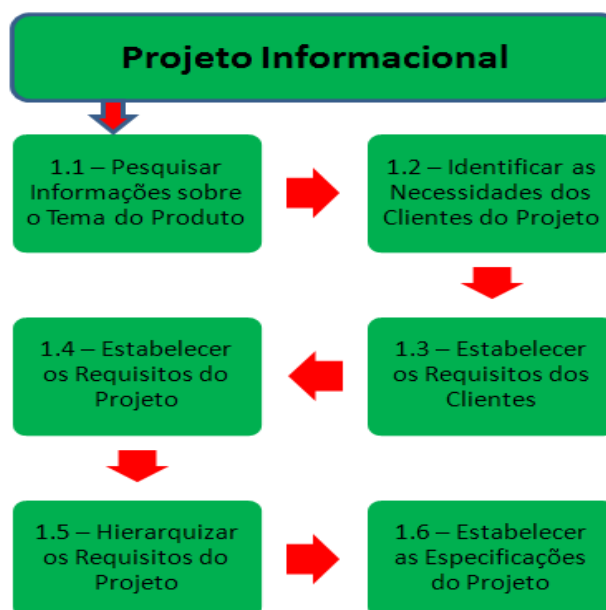 Projeto Informacional
1.1 – Pesquisar
Informações sobre
o Tema do Produto
1.2 – Identificar as
Necessidades dos
Clientes do Projeto
1.3 – Estabelecer
os Requisitos dos
Clientes
1.4 – Estabelecer
os Requisitos do
Projeto
1.5 – Hierarquizar
os Requisitos do
Projeto
1.6 – Estabelecer
as Especificações
do Projeto